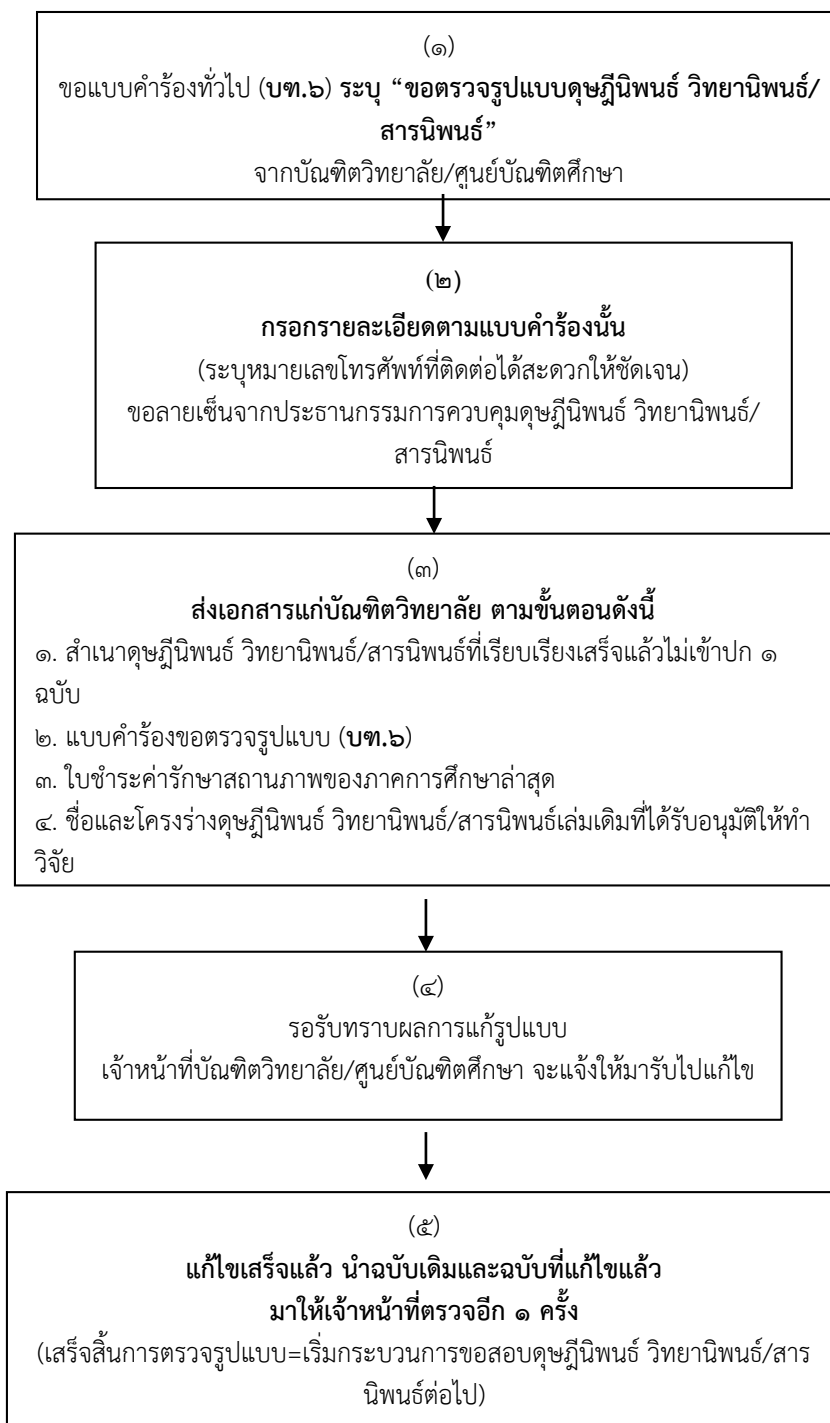 (๑)
ขอแบบคำร้องทั่วไป (บฑ.๖) ระบุ “ขอตรวจรูปแบบดุษฎีนิพนธ์ วิทยานิพนธ์/
สารนิพนธ์”
จากบัณฑิตวิทยาลัย/ศูนย์บัณฑิตศึกษา
(๒)
กรอกรายละเอียดตามแบบคำร้องนั้น
(ระบุหมายเลขโทรศัพท์ที่ติดต่อได้สะดวกให้ชัดเจน)
ขอลายเซ็นจากประธานกรรมการควบคุมดุษฎีนิพนธ์ วิทยานิพนธ์/
สารนิพนธ์
(๓)
ส่งเอกสารแก่บัณฑิตวิทยาลัย ตามขั้นตอนดังนี้
๑. สำเนาดุษฎีนิพนธ์ วิทยานิพนธ์/สารนิพนธ์ที่เรียบเรียงเสร็จแล้วไม่เข้าปก ๑
ฉบับ
๒. แบบคำร้องขอตรวจรูปแบบ (บฑ.๖)
๓. ใบชำระค่ารักษาสถานภาพของภาคการศึกษาล่าสุด
๔. ชื่อและโครงร่างดุษฎีนิพนธ์ วิทยานิพนธ์/สารนิพนธ์เล่มเดิมที่ได้รับอนุมัติให้ทำ
วิจัย
(๔)
รอรับทราบผลการแก้รูปแบบ
เจ้าหน้าที่บัณฑิตวิทยาลัย/ศูนย์บัณฑิตศึกษา จะแจ้งให้มารับไปแก้ไข
(๕)
แก้ไขเสร็จแล้ว นำฉบับเดิมและฉบับที่แก้ไขแล้ว
มาให้เจ้าหน้าที่ตรวจอีก ๑ ครั้ง
(เสร็จสิ้นการตรวจรูปแบบ=เริ่มกระบวนการขอสอบดุษฎีนิพนธ์ วิทยานิพนธ์/สาร
นิพนธ์ต่อไป)